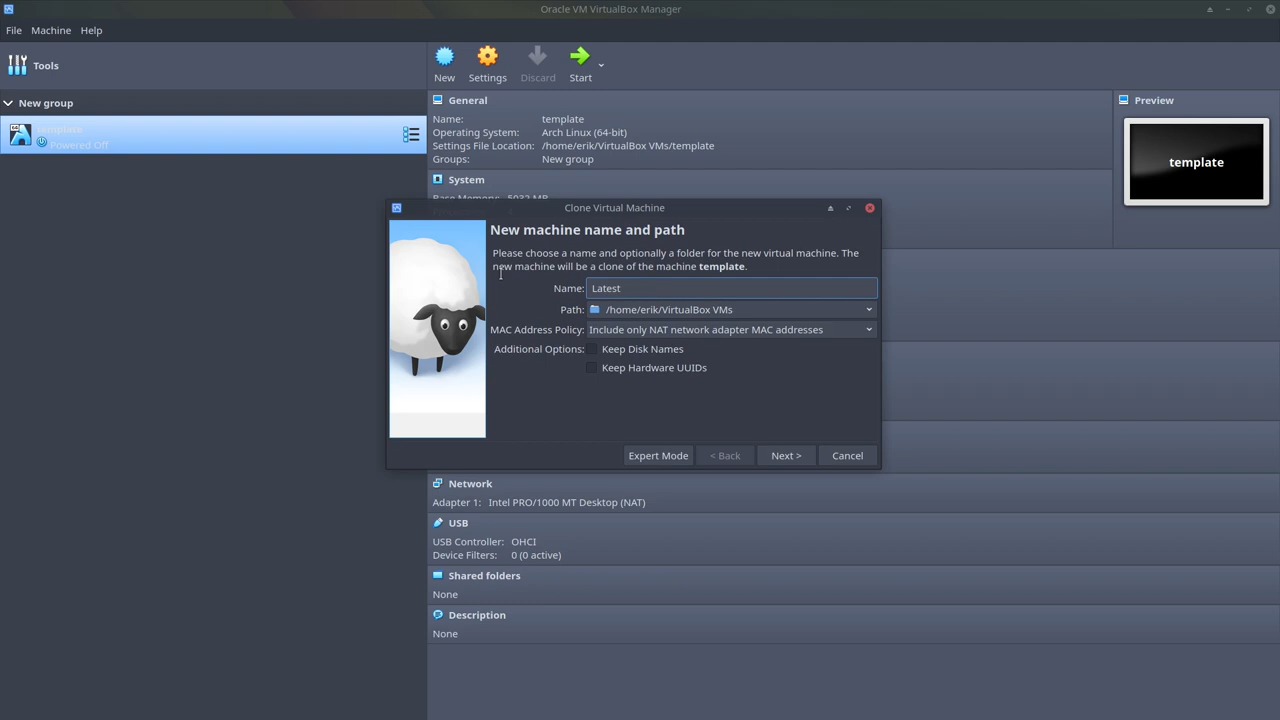 Oracle VM VirtualBox Manager
File Machine Help
Tools
New Settings Discard Start
New group
template
Powered Off
General
Name: template
Operating System: Arch Linux (64-bit)
Settings File Location: /home/erik/VirtualBox VMs/template
Groups: New group
Preview
template
System
Base Memory: 5032 MB
Clone Virtual Machine
New machine name and path
Please choose a name and optionally a folder for the new virtual machine. The
new machine will be a clone of the machine template.
Name: Latest
Path: /home/erik/VirtualBox VMs
MAC Address Policy: Include only NAT network adapter MAC addresses
Additional Options: Keep Disk Names
Keep Hardware UUIDs
Expert Mode < Back Next > Cancel
Network
Adapter 1: Intel PRO/1000 MT Desktop (NAT)
USB
USB Controller: OHCI
Device Filters: 0 (0 active)
Shared folders
None
Description
None